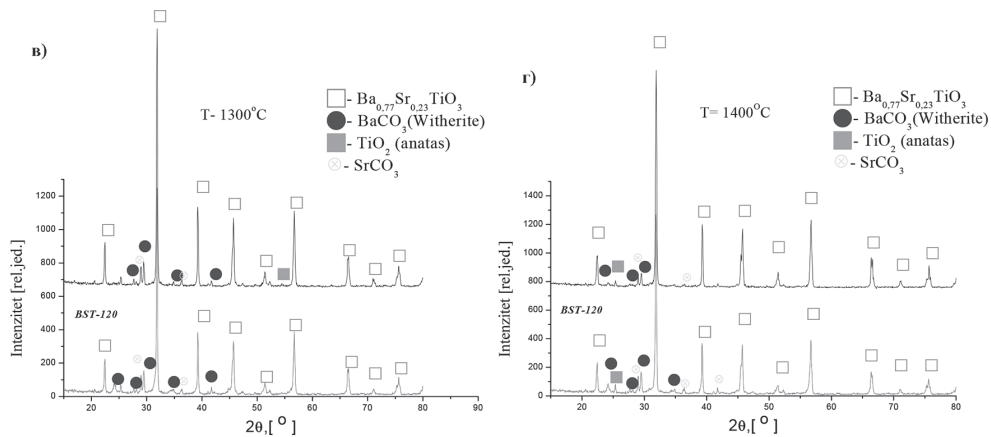 в)
T- 1300°C
- Ba0,77Sr0,23TiO3
- BaCO3(Witherite)
- TiO2 (anatas)
- SrCO3
Intenzitet [rel.jed.]
1200
1000
800
600
400
200
0
BST-120
20 30 40 50 60 70 80 90
2θ,[ o ]
г)
T= 1400°C
- Ba0,77Sr0,23TiO3
- BaCO3(Witherite)
- TiO2 (anatas)
- SrCO3
Intenzitet [rel.jed.]
1400
1200
1000
800
600
400
200
0
BST-120
20 30 40 50 60 70 80
2θ,[ o ]